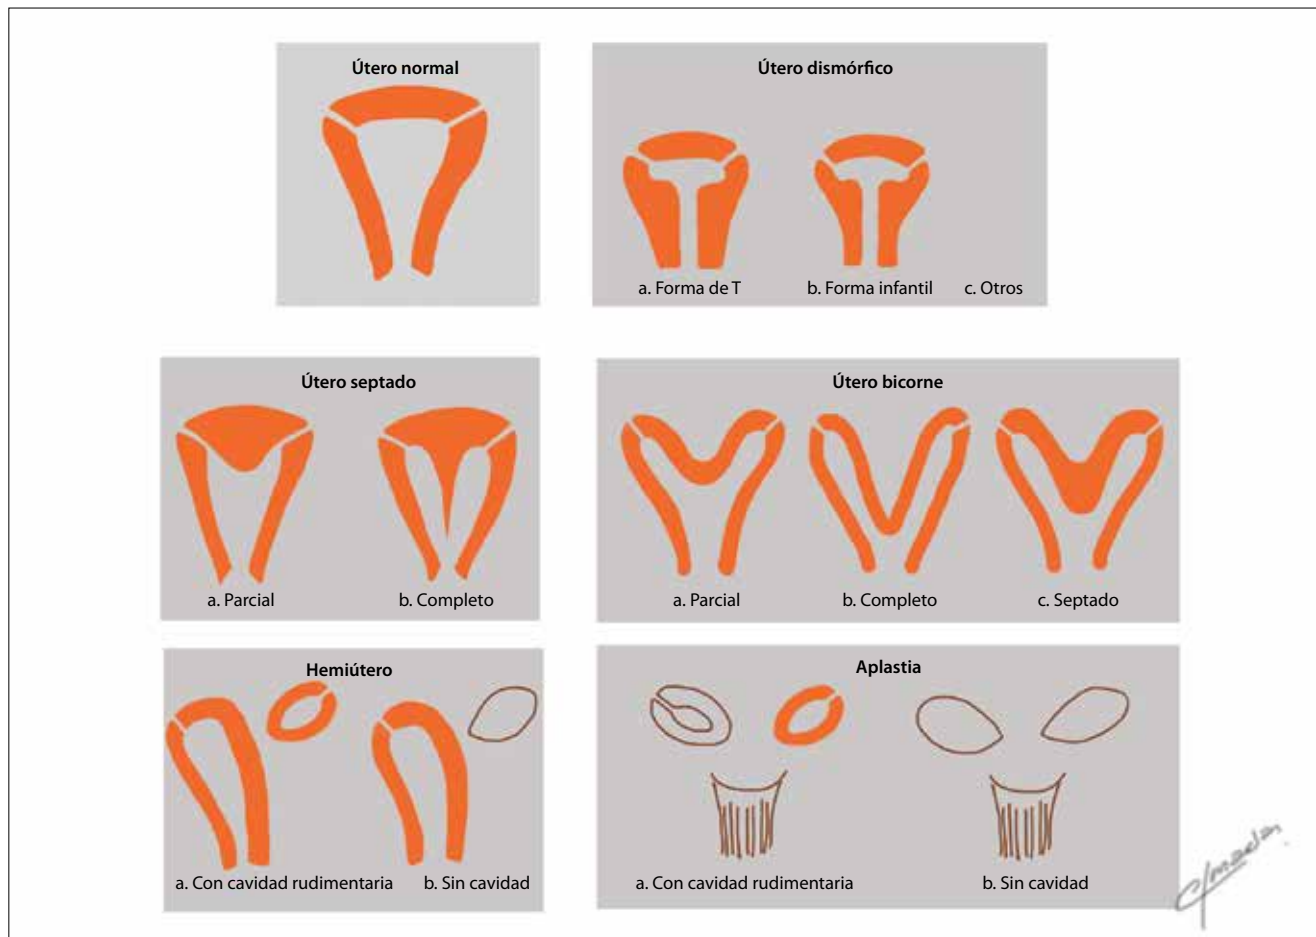 Útero normal
Útero dismórfico
a. Forma de T
b. Forma infantil
c. Otros
Útero septado
a. Parcial
b. Completo
Útero bicorne
a. Parcial
b. Completo
c. Septado
Hemiútero
a. Con cavidad rudimentaria
b. Sin cavidad
Aplastia
a. Con cavidad rudimentaria
b. Sin cavidad